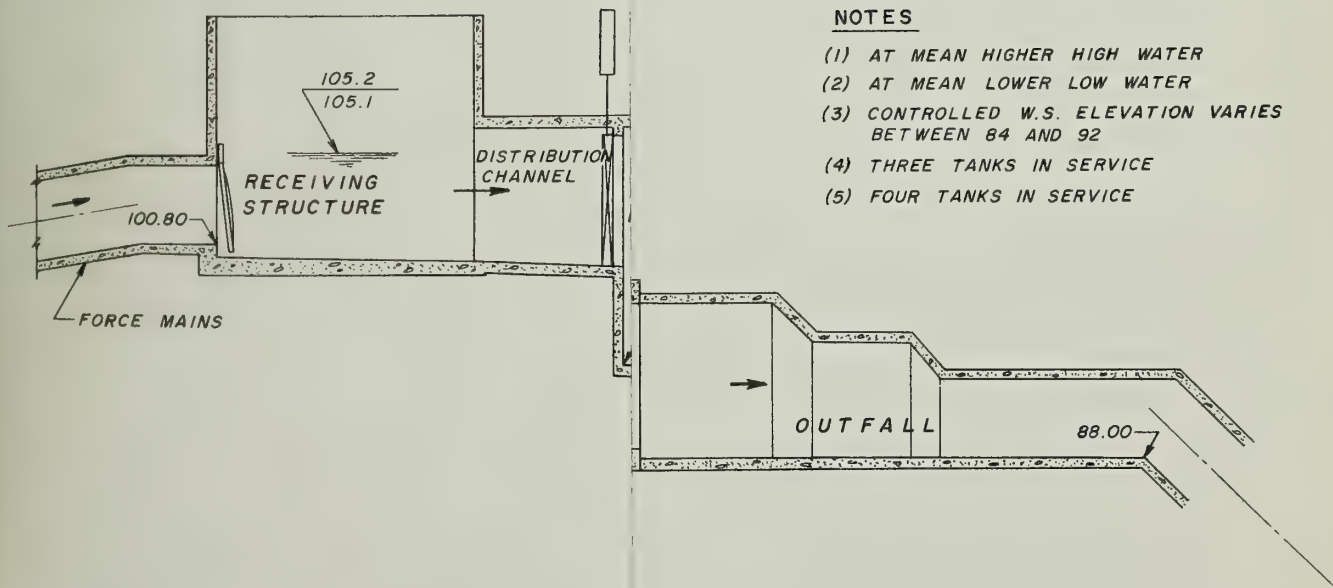 NOTES
(1) AT MEAN HIGHER HIGH WATER
(2) AT MEAN LOWER LOW WATER
(3) CONTROLLED W.S. ELEVATION VARIES
BETWEEN 84 AND 92
(4) THREE TANKS IN SERVICE
(5) FOUR TANKS IN SERVICE
105.2
105.1
DISTRIBUTION
CHANNEL
RECEIVING
STRUCTURE
100.80
FORCE MAINS
OUTFALL
88.00